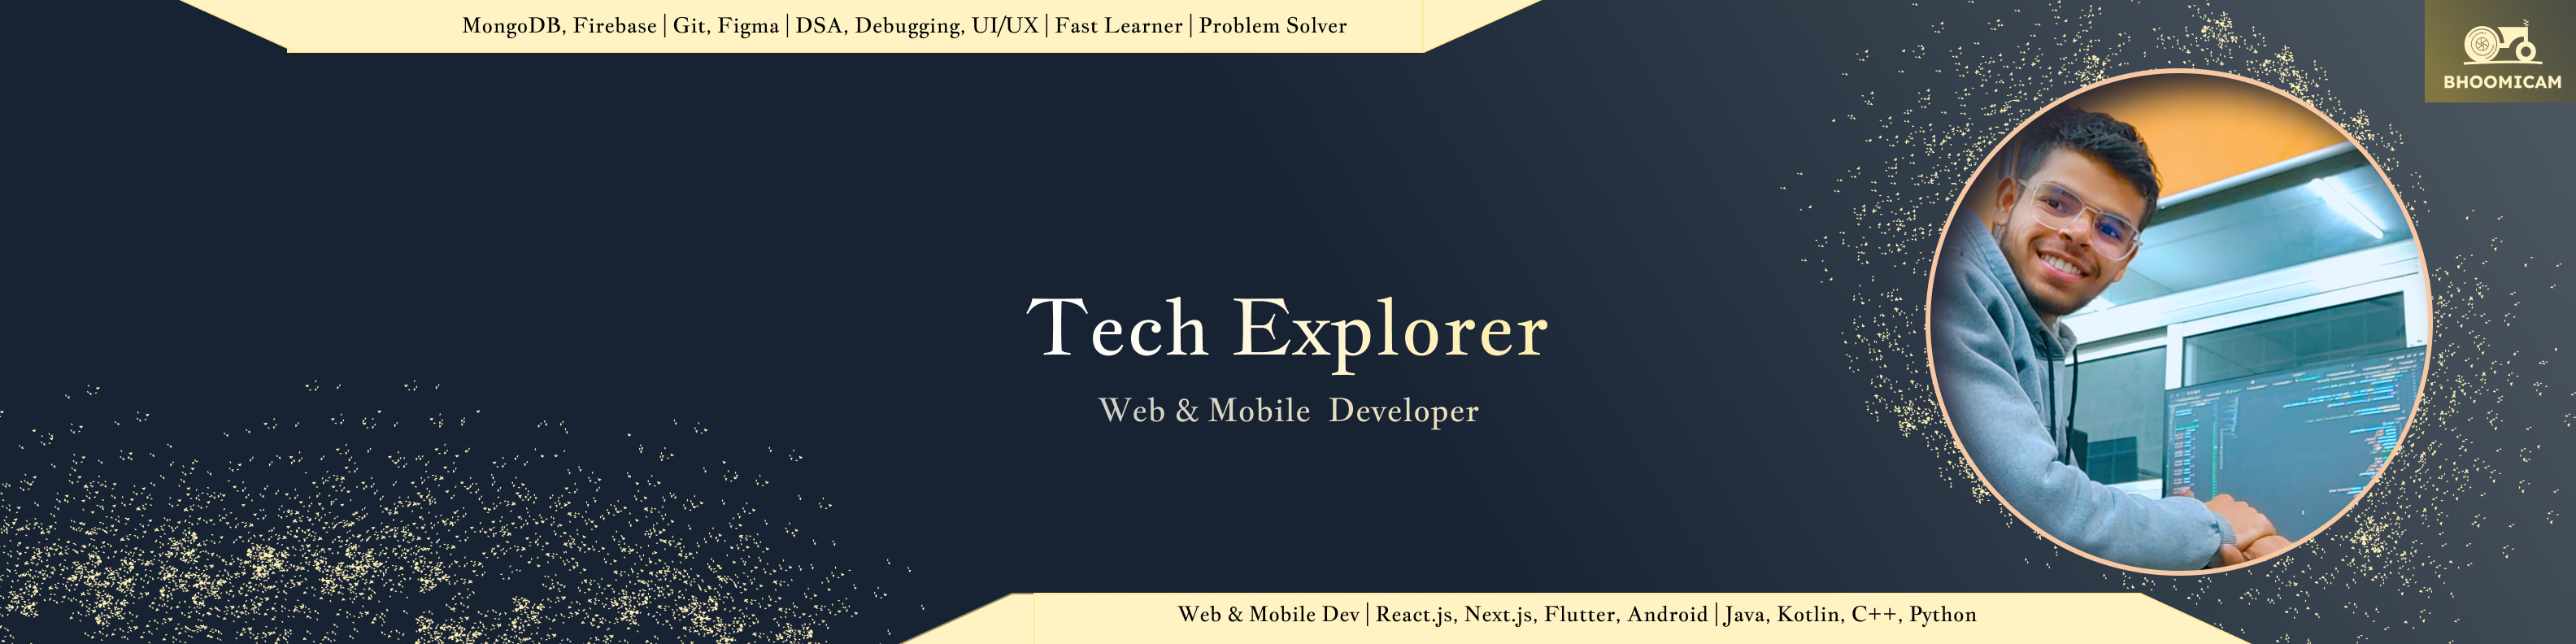 MongoDB, Firebase | Git, Figma | DSA, Debugging, UI/UX | Fast Learner | Problem Solver
BHOOMICAM
Tech Explorer
Web & Mobile Developer
Web & Mobile Dev | React.js, Next.js, Flutter, Android | Java, Kotlin, C++, Python